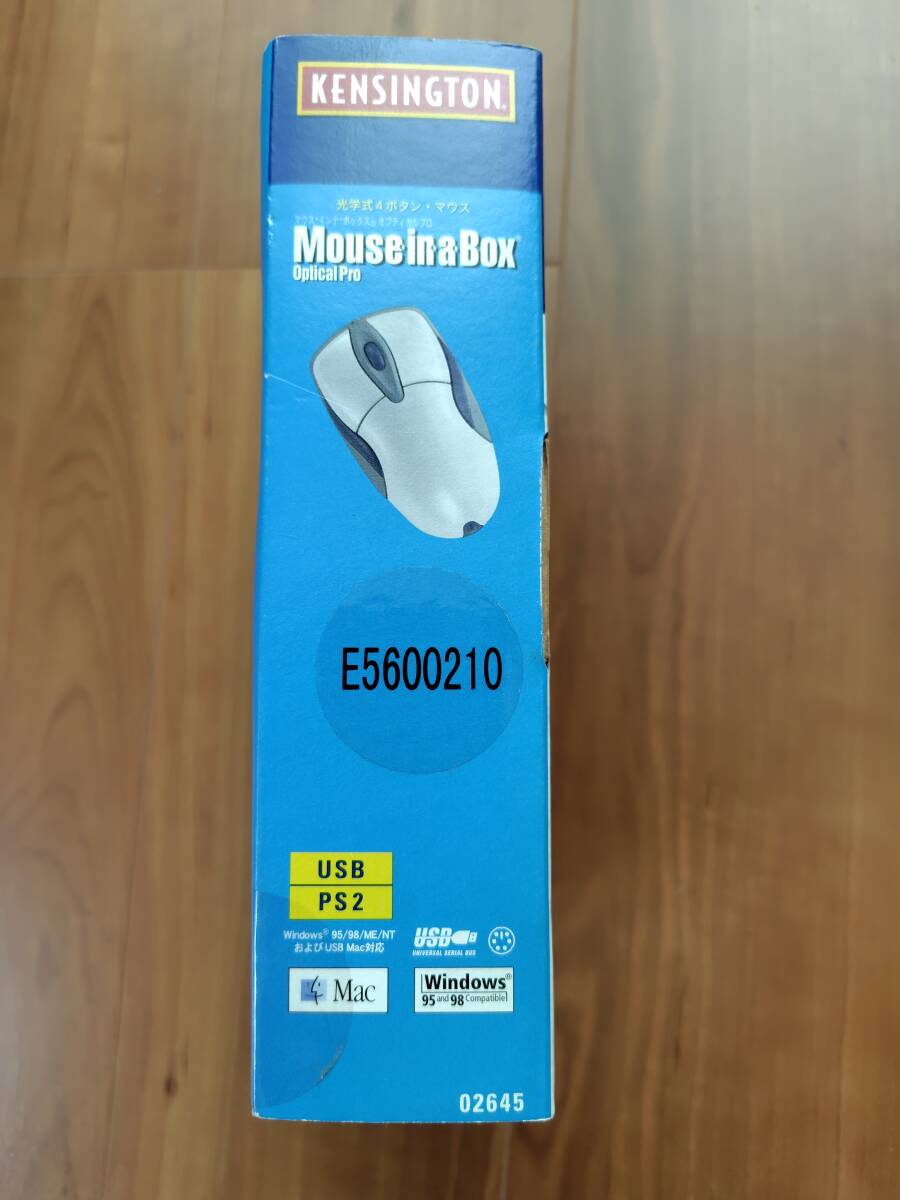 KENSINGTON®
光学式4ボタン・マウス
マウス・イン・ナ・ボックス® オプティカルプロ
Mouse·in·a·Box®
Optical Pro
E5600210
USB
PS2
Windows® 95/98/ME/NT
およびUSB Mac対応
USB
UNIVERSAL SERIAL BUS
Mac
Windows®
95 and 98 Compatible
02645